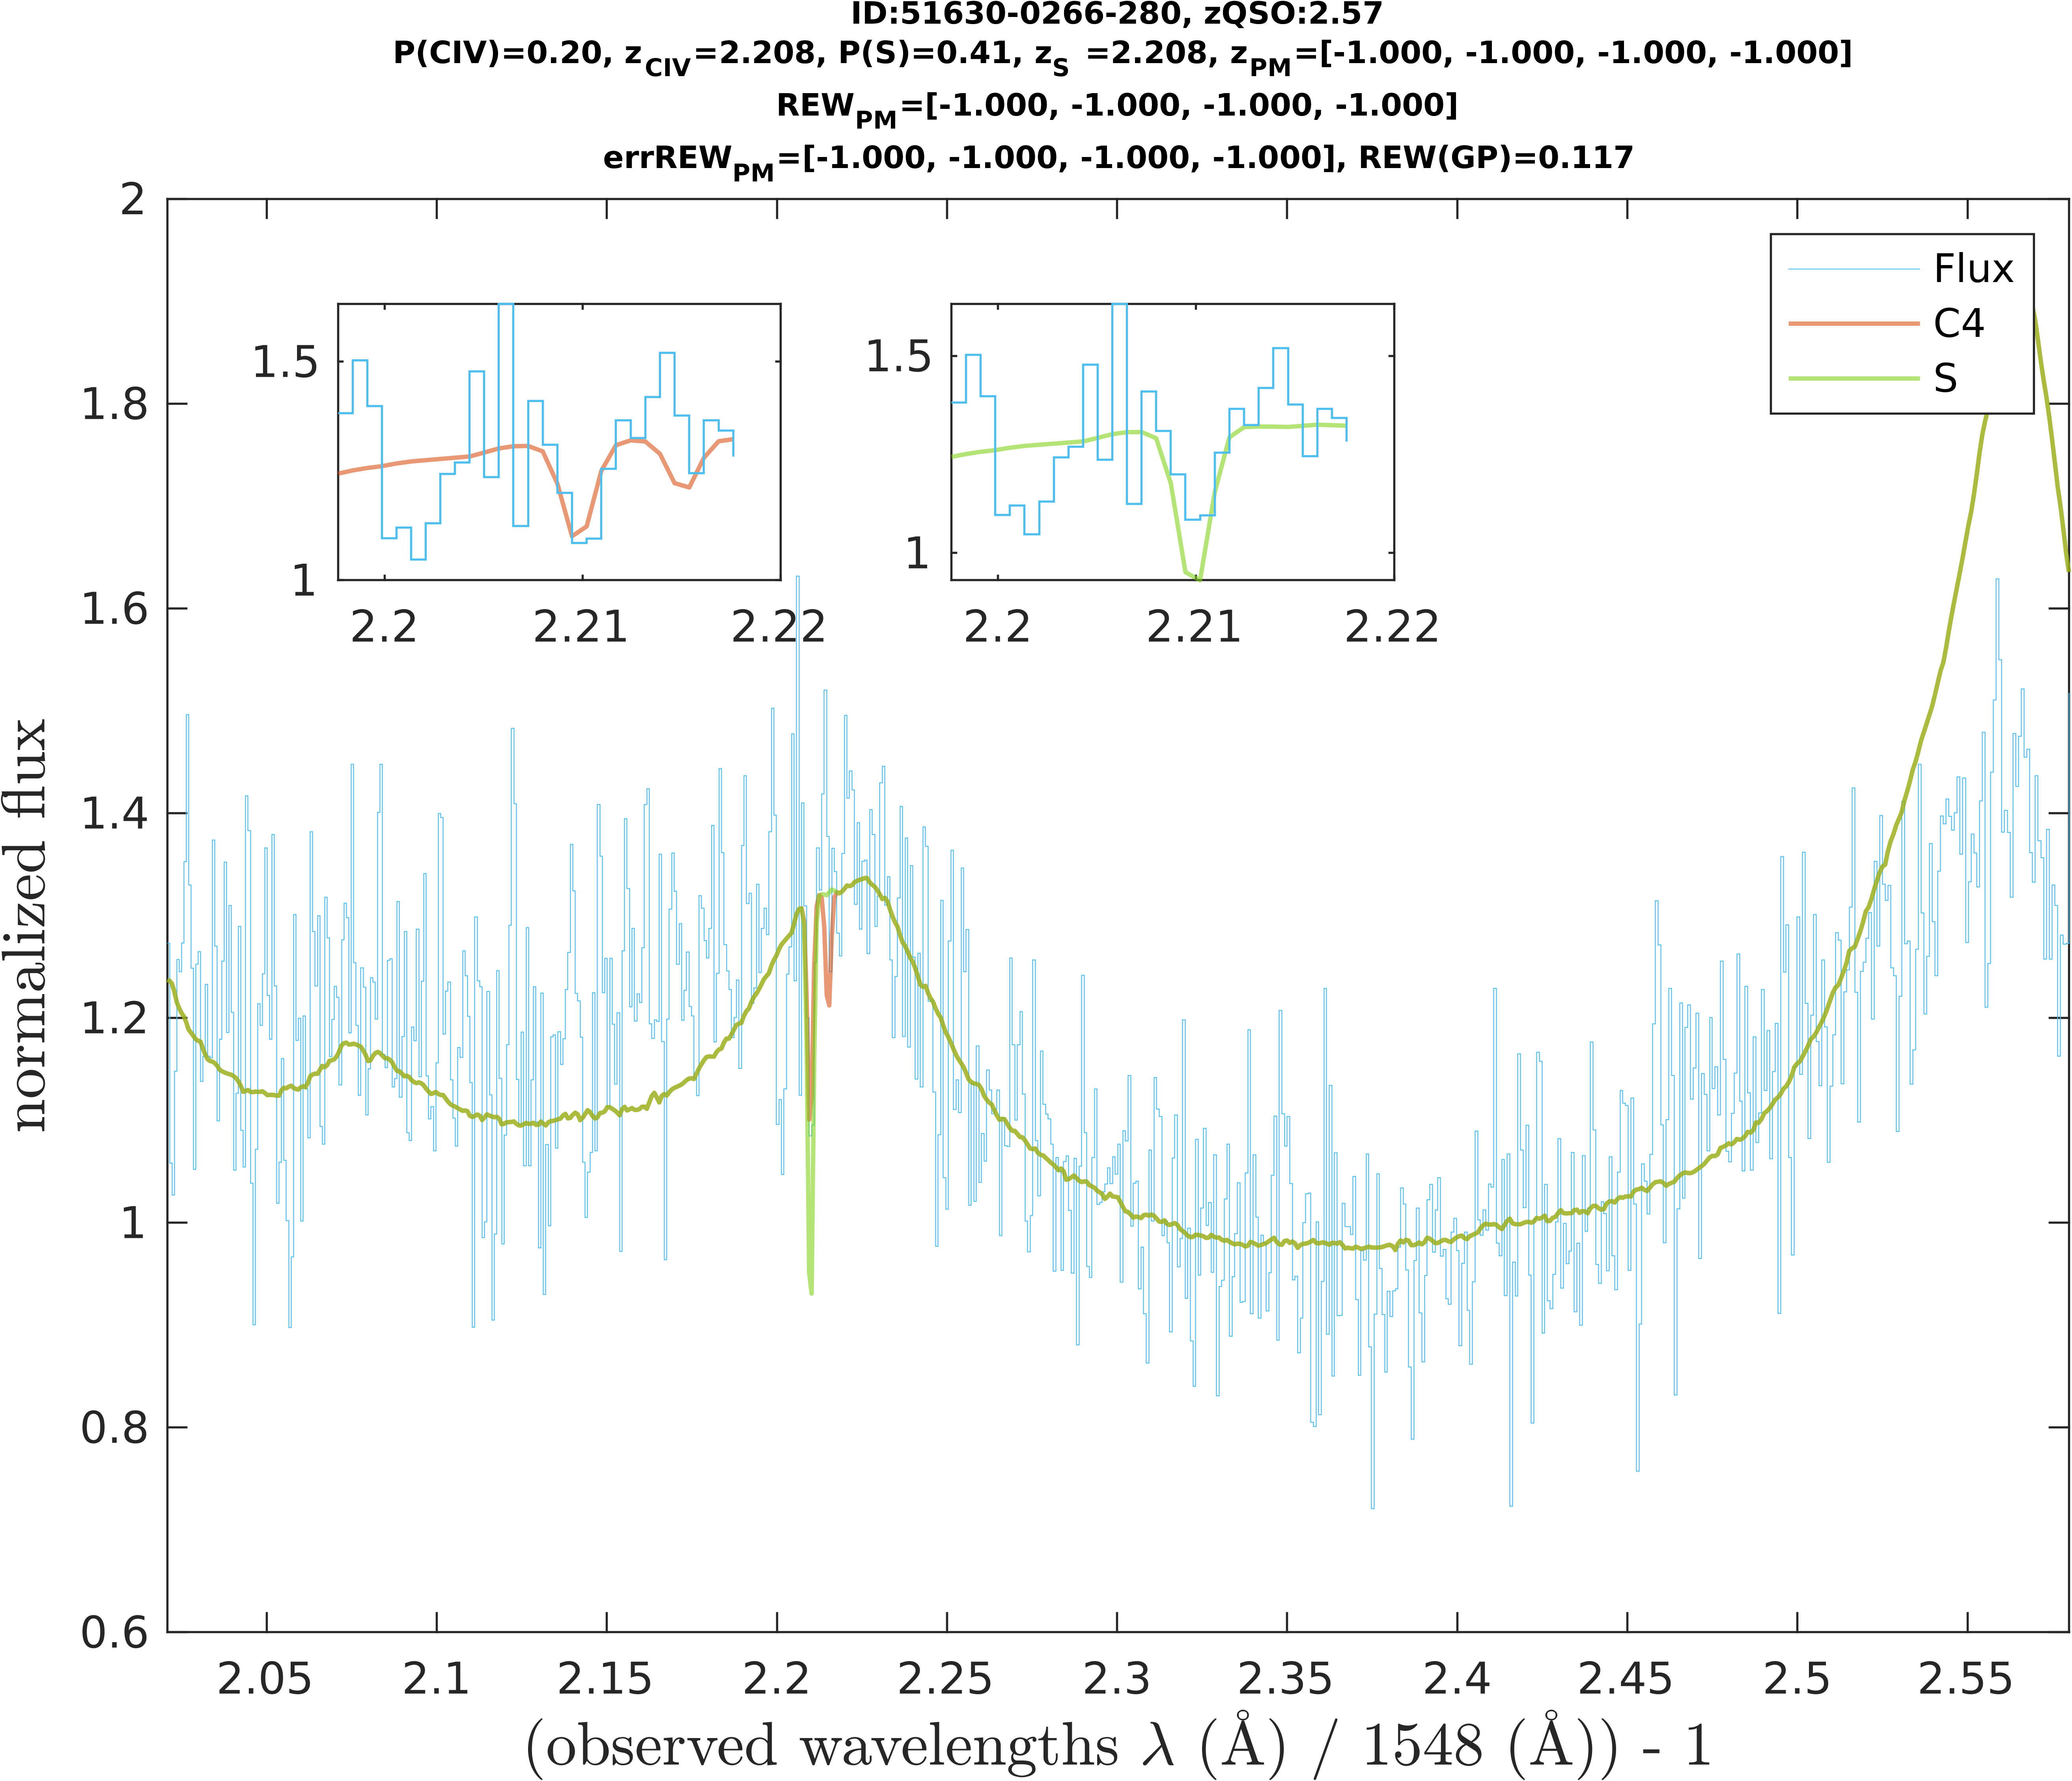 ID:51630-0266-280, zQSO:2.57
P(CIV)=0.20, zCIV=2.208, P(S)=0.41, zS =2.208, zPM=[-1.000, -1.000, -1.000, -1.000]
REWPM=[-1.000, -1.000, -1.000, -1.000]
errREWPM=[-1.000, -1.000, -1.000, -1.000], REW(GP)=0.117
2
1.8
1.6
1.4
1.2
1
0.8
0.6
normalized flux
1.5
1
2.2 2.21 2.22
1.5
1
2.2 2.21 2.22
Flux
C4
S
2.05 2.1 2.15 2.2 2.25 2.3 2.35 2.4 2.45 2.5 2.55
(observed wavelengths λ (Å) / 1548 (Å)) - 1